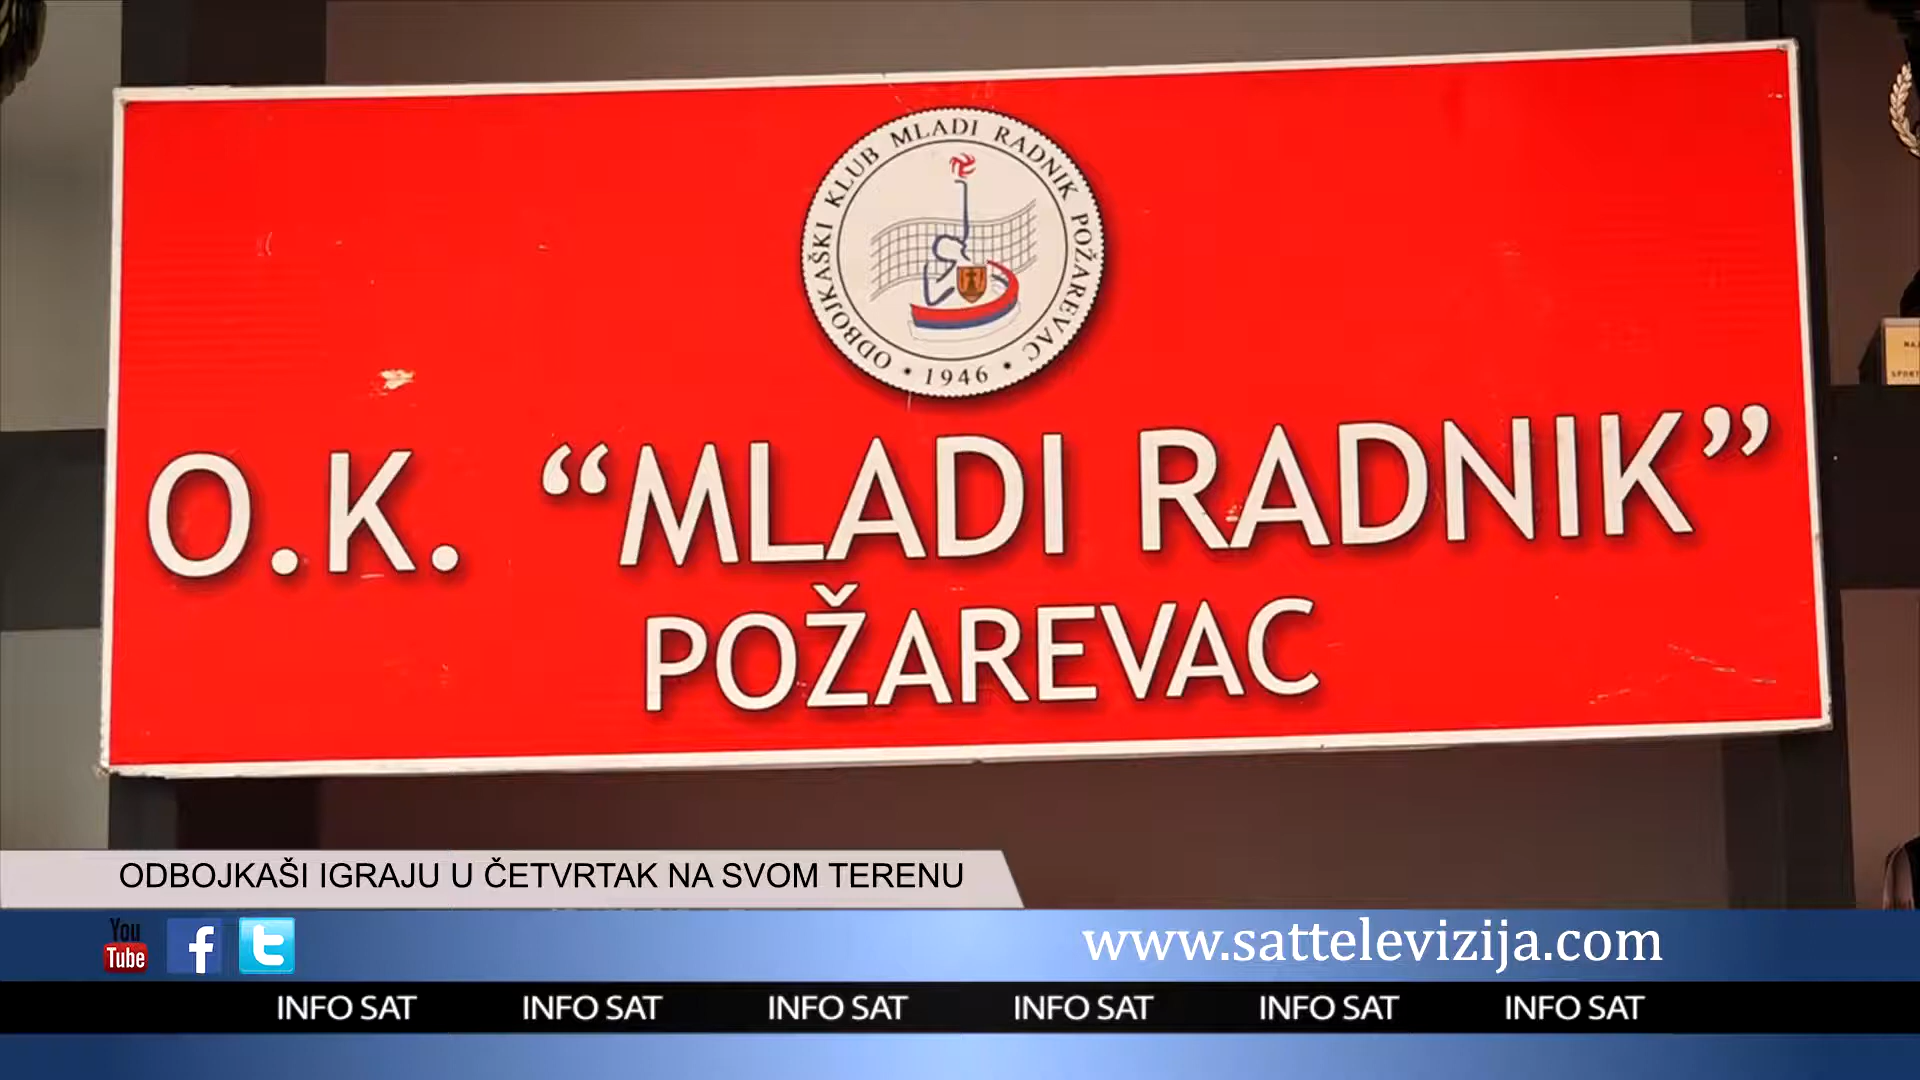 ODBOJKAŠKI KLUB MLADI RADNIK POŽAREVAC
• 1946 •
O.K. “MLADI RADNIK”
POŽAREVAC
SPORT
ODBOJKAŠI IGRAJU U ČETVRTAK NA SVOM TERENU
You
Tube
f
t
www.sattelevizija.com
INFO SAT INFO SAT INFO SAT INFO SAT INFO SAT INFO SAT